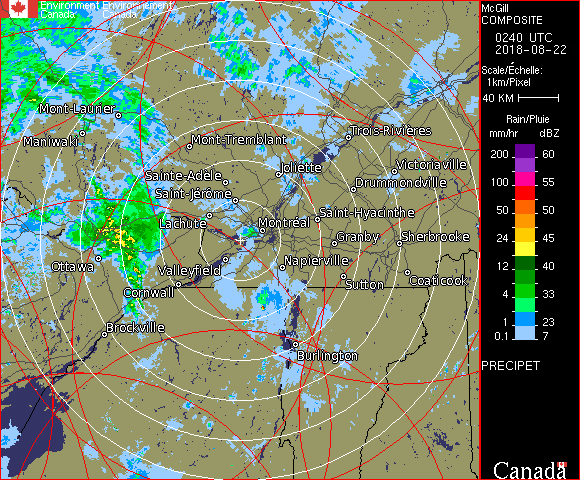 Environment Environnement
Canada Canada
Mont-Laurier
Maniwaki
Mont-Tremblant
Trois-Rivières
Joliette
Victoriaville
Sainte-Adèle
Drummondville
Saint-Jérôme
Lachute
Saint-Hyacinthe
Montréal
Granby
Sherbrooke
Ottawa
Valleyfield
Napierville
Sutton
Coaticook
Cornwall
Brockville
Burlington
McGill
COMPOSITE
0240 UTC
2018-08-22
Scale/Échelle:
1km/Pixel
40 KM
Rain/Pluie
mm/hr dBZ
200 60
100 55
50 50
24 45
12 40
4 33
1 23
0.1 7
PRECIPET
Canada